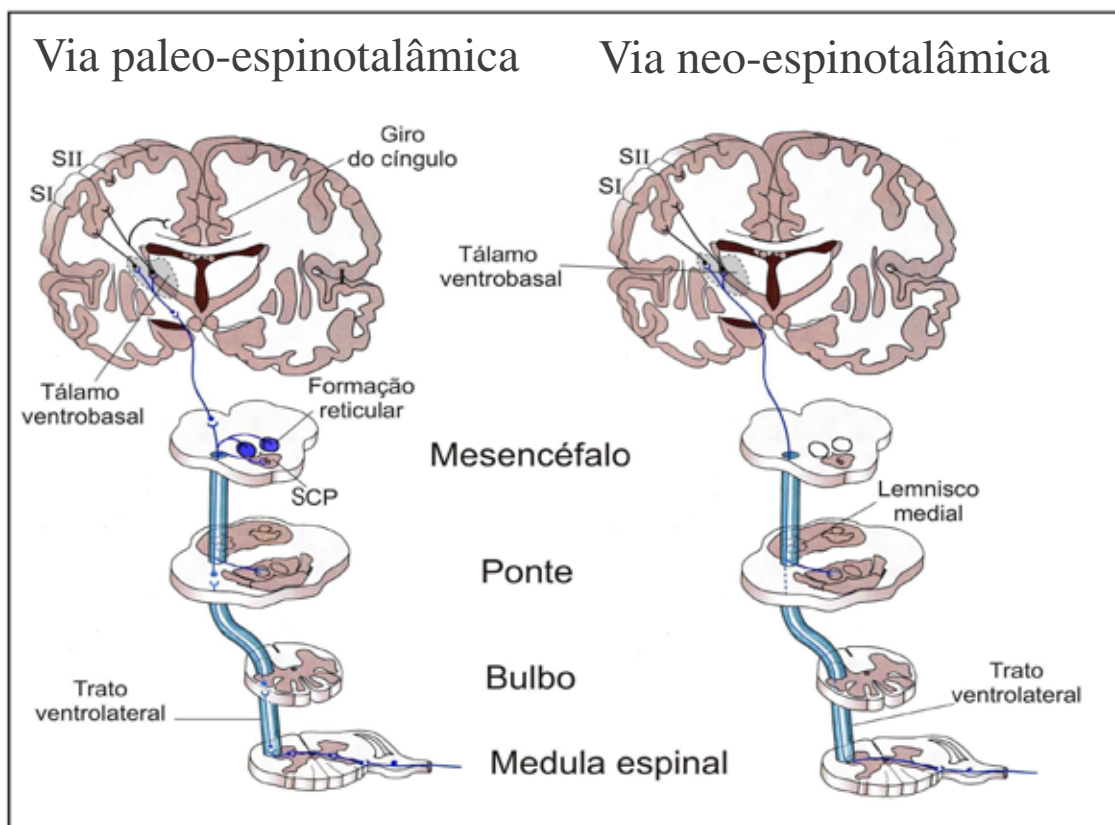 Via paleo-espinotalâmica
Via neo-espinotalâmica
Giro
do cíngulo
SII
SI
SII
SI
Tálamo
ventrobasal
I
Tálamo
ventrobasal
Formação
reticular
Mesencéfalo
SCP
Lemnisco
medial
Ponte
Bulbo
Trato
ventrolateral
Trato
ventrolateral
Medula espinal